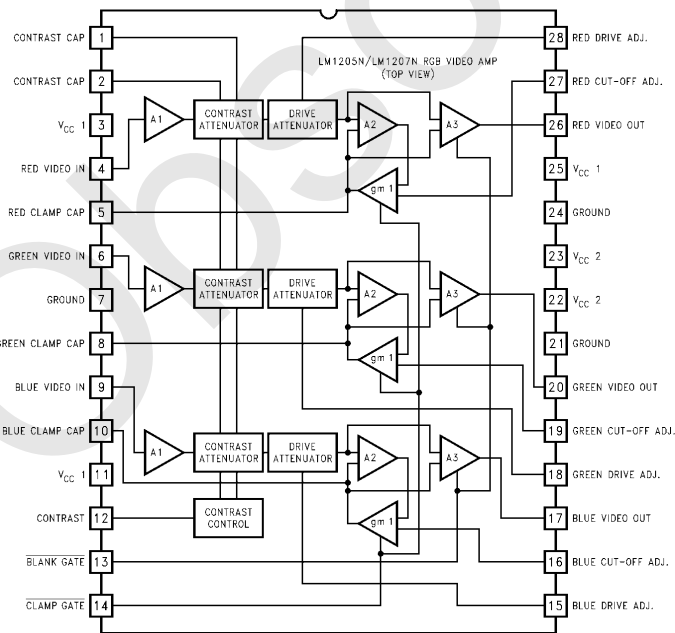 CONTRAST CAP 1
CONTRAST CAP 2
V_CC 1 3
RED VIDEO IN 4
RED CLAMP CAP 5
GREEN VIDEO IN 6
GROUND 7
GREEN CLAMP CAP 8
BLUE VIDEO IN 9
BLUE CLAMP CAP 10
V_CC 1 11
CONTRAST 12
BLANK GATE 13
CLAMP GATE 14
LM1205N/LM1207N RGB VIDEO AMP
(TOP VIEW)
A1
CONTRAST
ATTENUATOR
DRIVE
ATTENUATOR
A2
A3
gm 1
A1
CONTRAST
ATTENUATOR
DRIVE
ATTENUATOR
A2
A3
gm 1
A1
CONTRAST
ATTENUATOR
DRIVE
ATTENUATOR
A2
A3
gm 1
CONTRAST
CONTROL
28 RED DRIVE ADJ.
27 RED CUT-OFF ADJ.
26 RED VIDEO OUT
25 V_CC 1
24 GROUND
23 V_CC 2
22 V_CC 2
21 GROUND
20 GREEN VIDEO OUT
19 GREEN CUT-OFF ADJ.
18 GREEN DRIVE ADJ.
17 BLUE VIDEO OUT
16 BLUE CUT-OFF ADJ.
15 BLUE DRIVE ADJ.